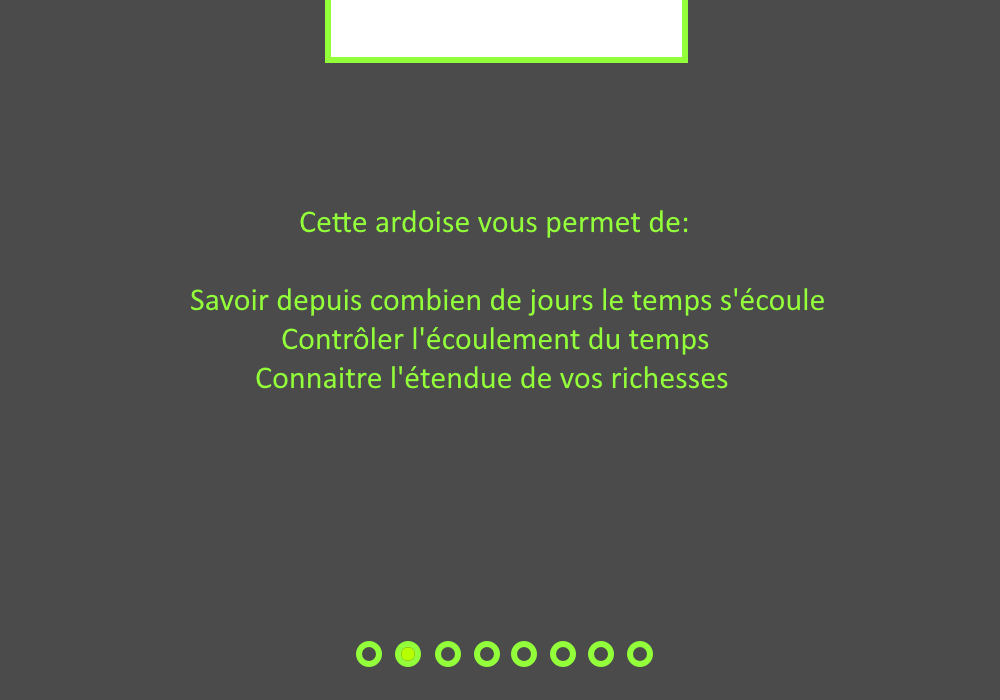 Cette ardoise vous permet de:
Savoir depuis combien de jours le temps s'écoule
Contrôler l'écoulement du temps
Connaitre l'étendue de vos richesses